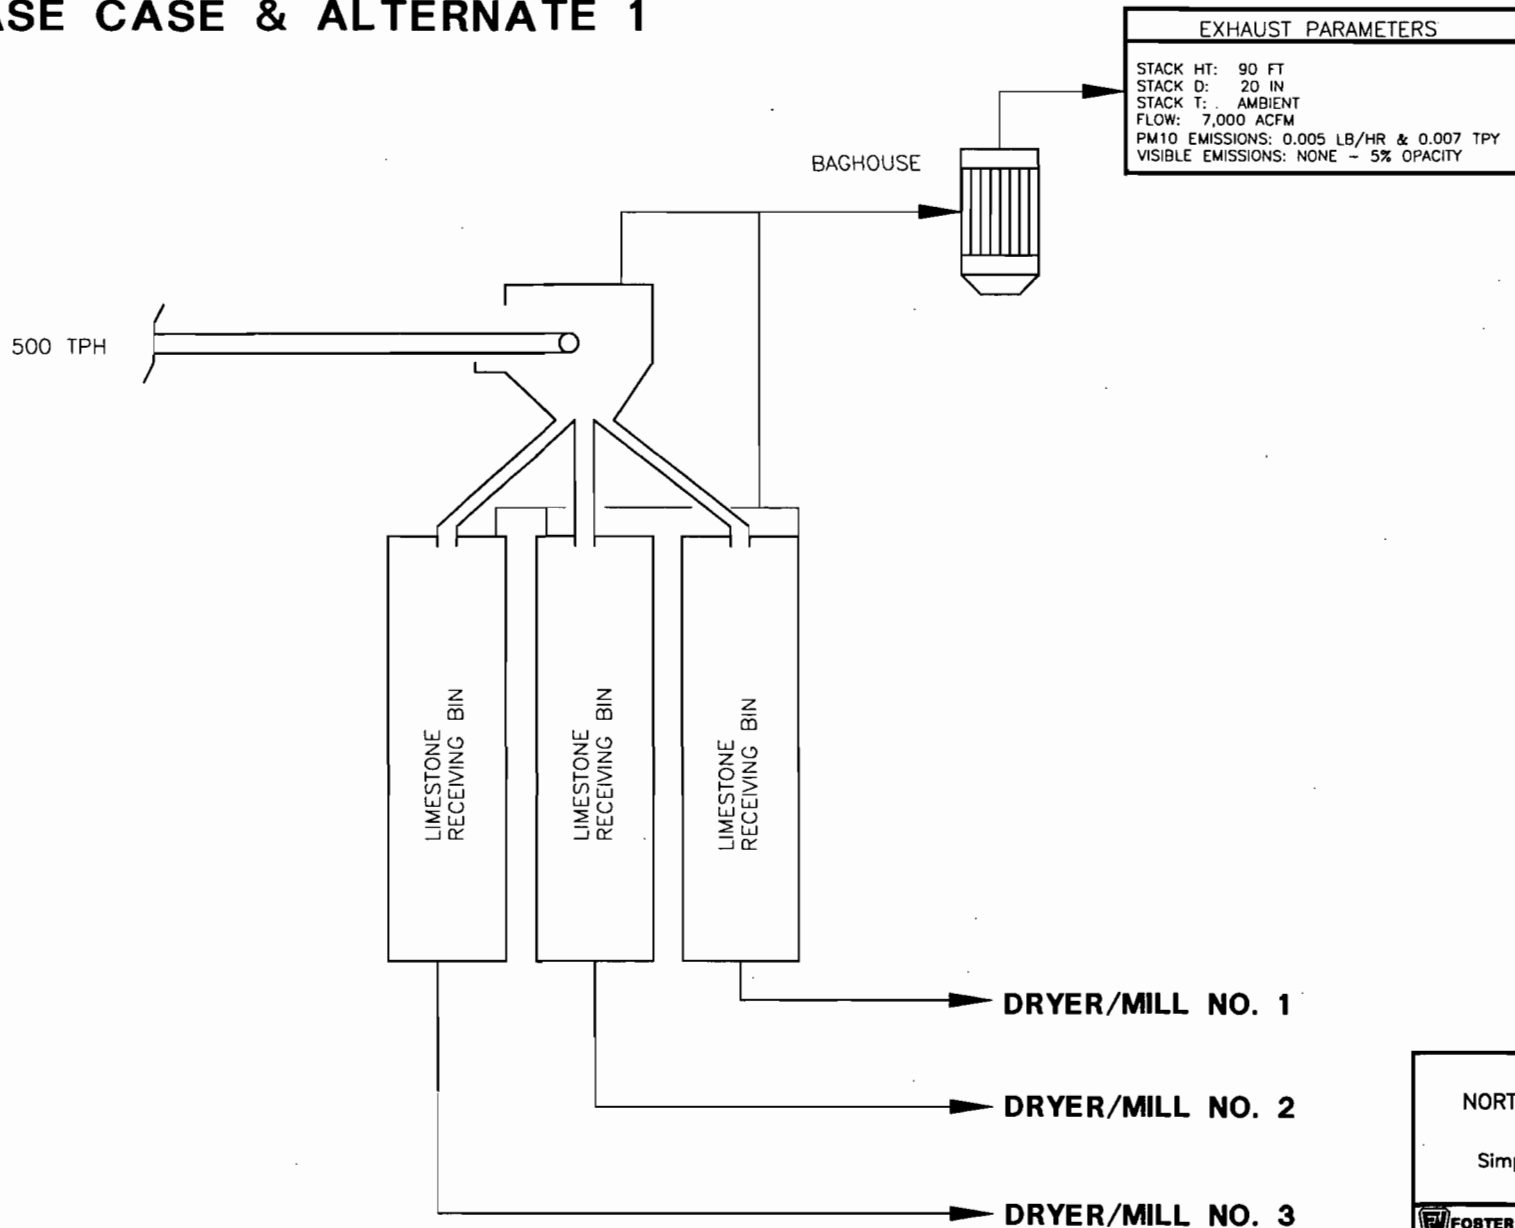 ASE CASE & ALTERNATE 1
EXHAUST PARAMETERS
STACK HT: 90 FT
STACK D: 20 IN
STACK T: AMBIENT
FLOW: 7,000 ACFM
PM10 EMISSIONS: 0.005 LB/HR & 0.007 TPY
VISIBLE EMISSIONS: NONE - 5% OPACITY
BAGHOUSE
500 TPH
LIMESTONE
RECEIVING BIN
LIMESTONE
RECEIVING BIN
LIMESTONE
RECEIVING BIN
DRYER/MILL NO. 1
DRYER/MILL NO. 2
DRYER/MILL NO. 3
NORT
Simp
FOSTER